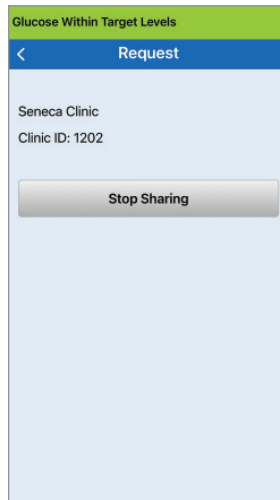 Glucose Within Target Levels
Request
Seneca Clinic
Clinic ID: 1202
Stop Sharing